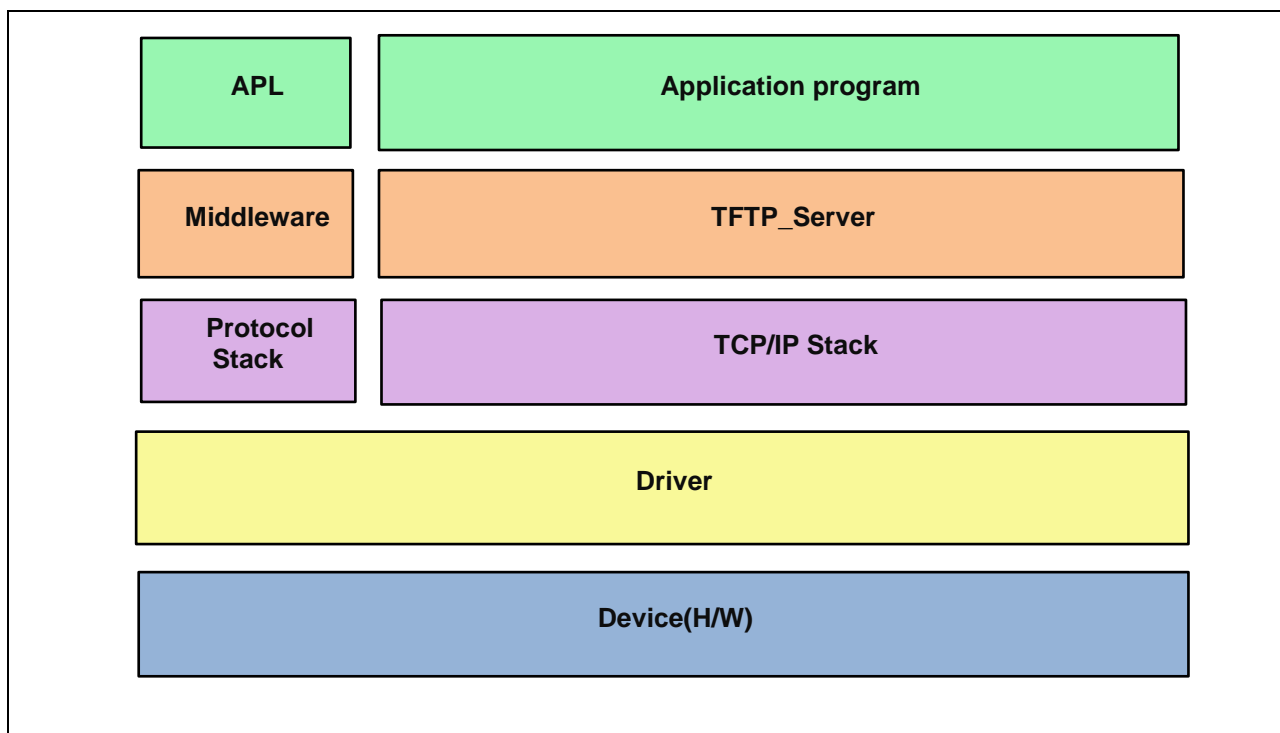 APL
Application program
Middleware
TFTP_Server
Protocol
Stack
TCP/IP Stack
Driver
Device(H/W)